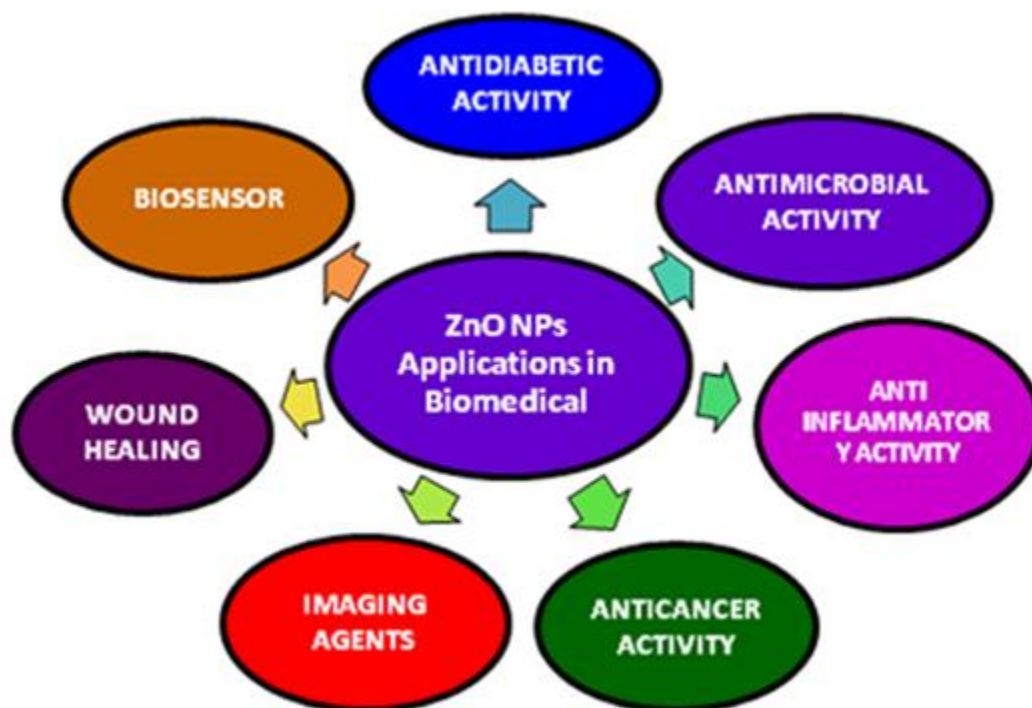 ANTIDIABETIC
ACTIVITY
BIOSENSOR
ANTIMICROBIAL
ACTIVITY
ZnO NPs
Applications in
Biomedical
WOUND
HEALING
ANTI
INFLAMMATOR
Y ACTIVITY
IMAGING
AGENTS
ANTICANCER
ACTIVITY